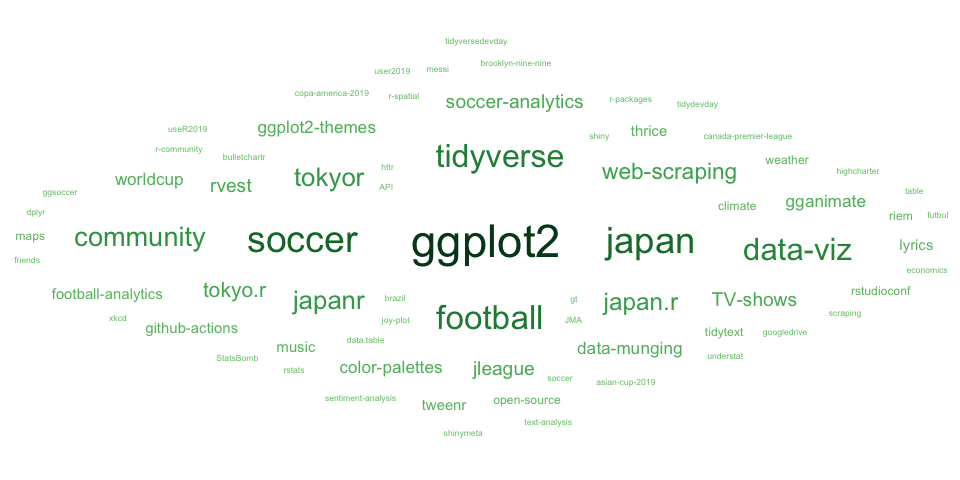 tidyversedevday
brooklyn-nine-nine
user2019
messi
copa-america-2019
r-spatial
soccer-analytics
r-packages
tidydevday
useR2019
ggplot2-themes
shiny
thrice
canada-premier-league
r-community
bulletchartr
tidyverse
weather
httr
web-scraping
highcharter
worldcup
rvest
tokyor
API
ggsoccer
table
gganimate
climate
dplyr
riem
futbol
maps
community
soccer
ggplot2
japan
data-viz
lyrics
friends
economics
football-analytics
tokyo.r
japanr
brazil
gt
japan.r
TV-shows
rstudioconf
xkcd
github-actions
joy-plot
football
JMA
scraping
tidytext
googledrive
data.table
music
data-munging
StatsBomb
understat
rstats
color-palettes
jleague
soccer
asian-cup-2019
sentiment-analysis
tweenr
open-source
text-analysis
shinymeta